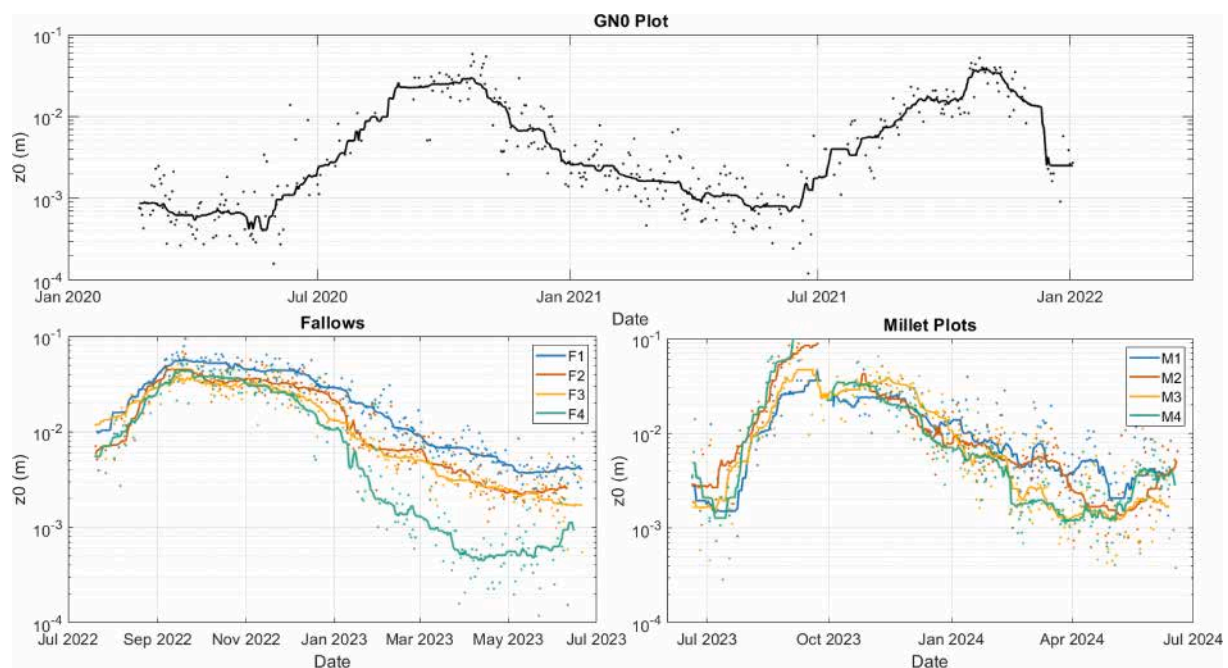 GN0 Plot
10-1
10-2
10-3
10-4
z0 (m)
Jan 2020
Jul 2020
Jan 2021
Jul 2021
Jan 2022
Date
Fallows
10-1
10-2
10-3
10-4
z0 (m)
F1
F2
F3
F4
Jul 2022
Sep 2022
Nov 2022
Jan 2023
Mar 2023
May 2023
Jul 2023
Date
Millet Plots
10-1
10-2
10-3
10-4
z0 (m)
M1
M2
M3
M4
Jul 2023
Oct 2023
Jan 2024
Apr 2024
Jul 2024
Date